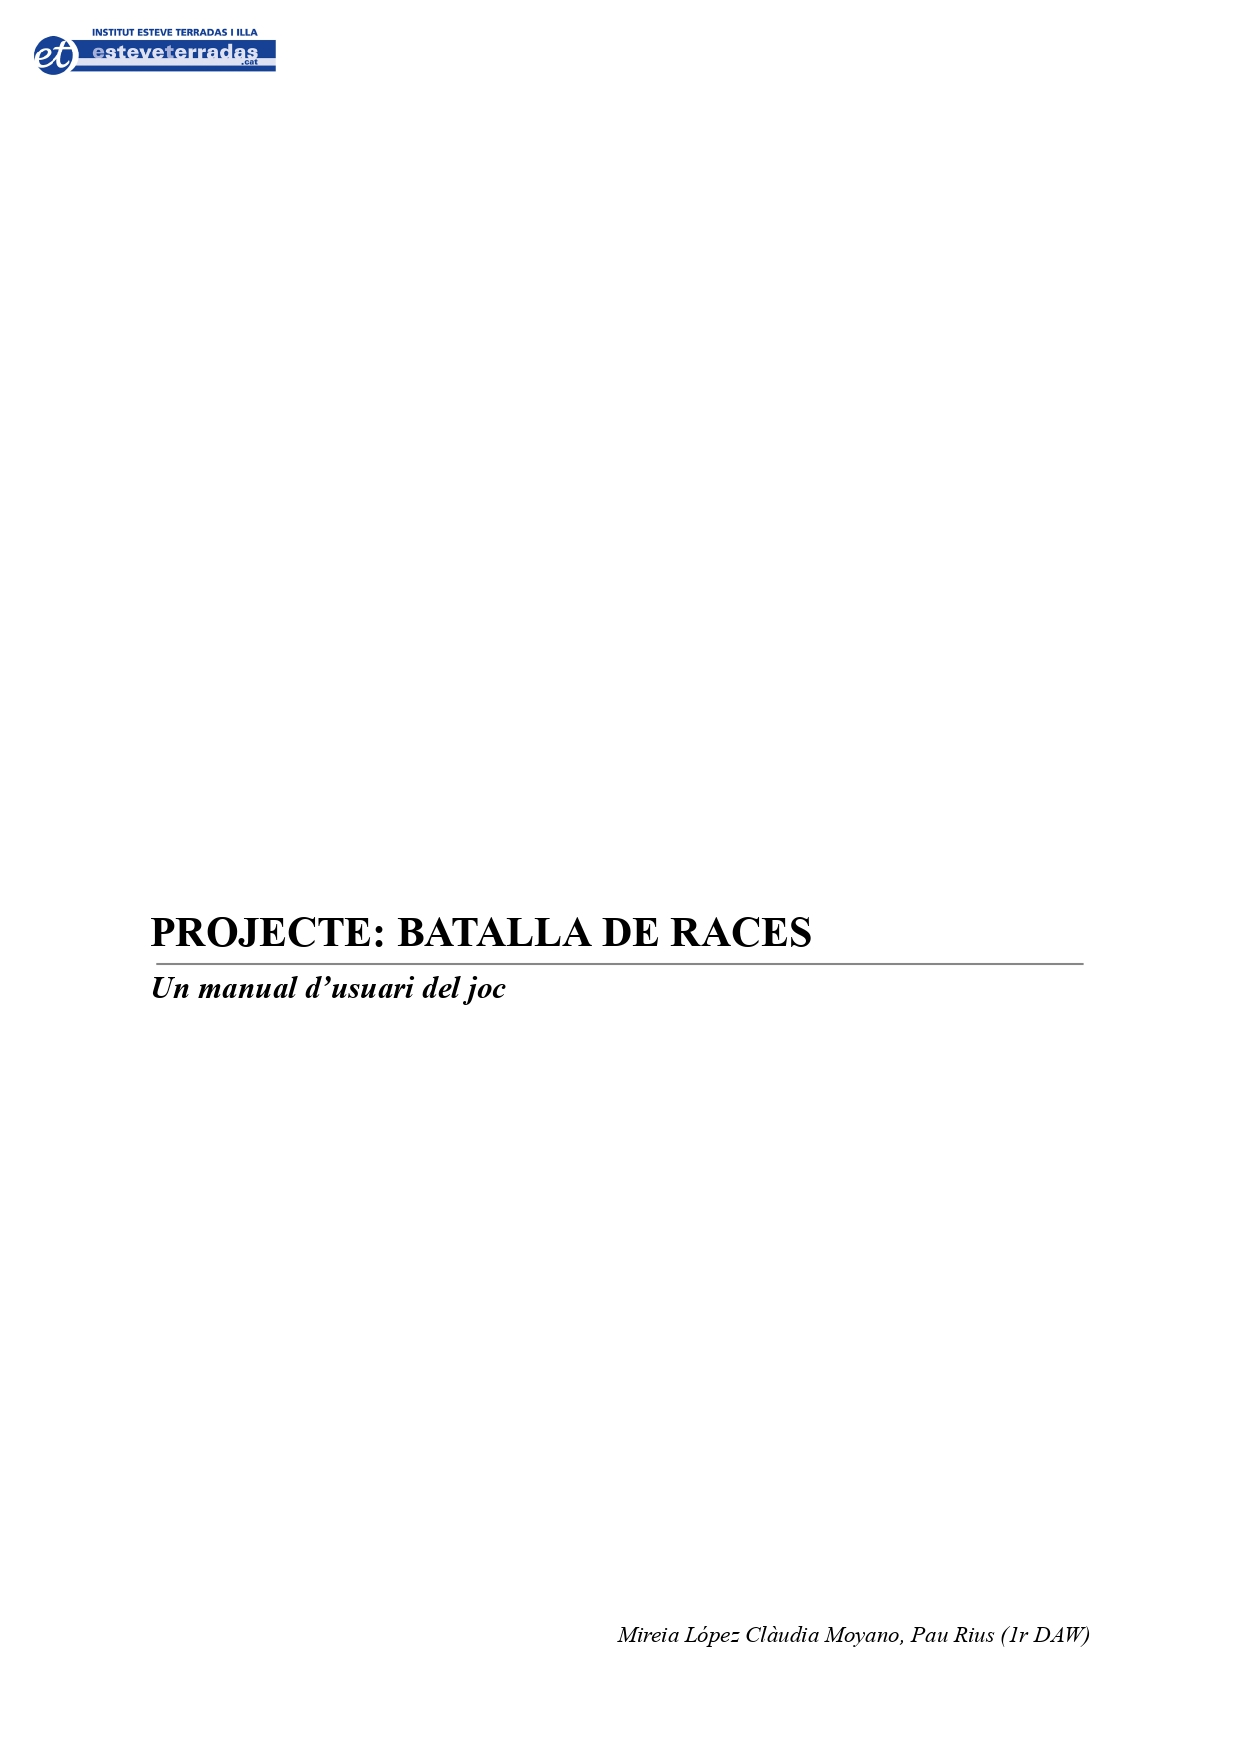 INSTITUT ESTEVE TERRADAS I ILLA
et esteveterradas
.cat
PROJECTE: BATALLA DE RACES
Un manual d’usuari del joc
Mireia López Clàudia Moyano, Pau Rius (1r DAW)